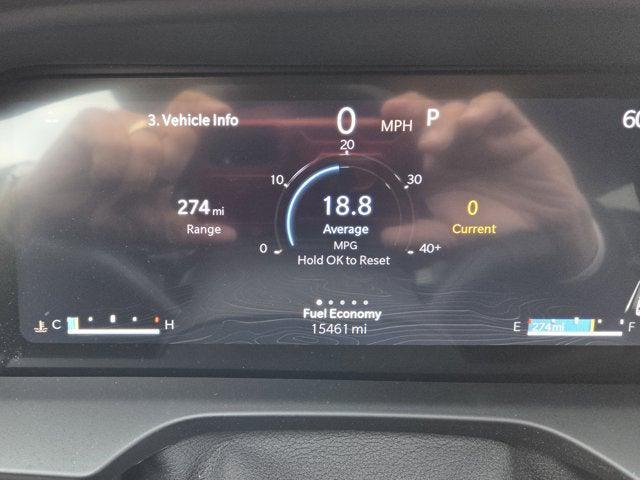 3. Vehicle Info
0 MPH P 60
20
10 30
274 mi
Range
18.8
Average
MPG
0
Current
0 40+
Hold OK to Reset
Fuel Economy
15461 mi
C H
E 274mi F